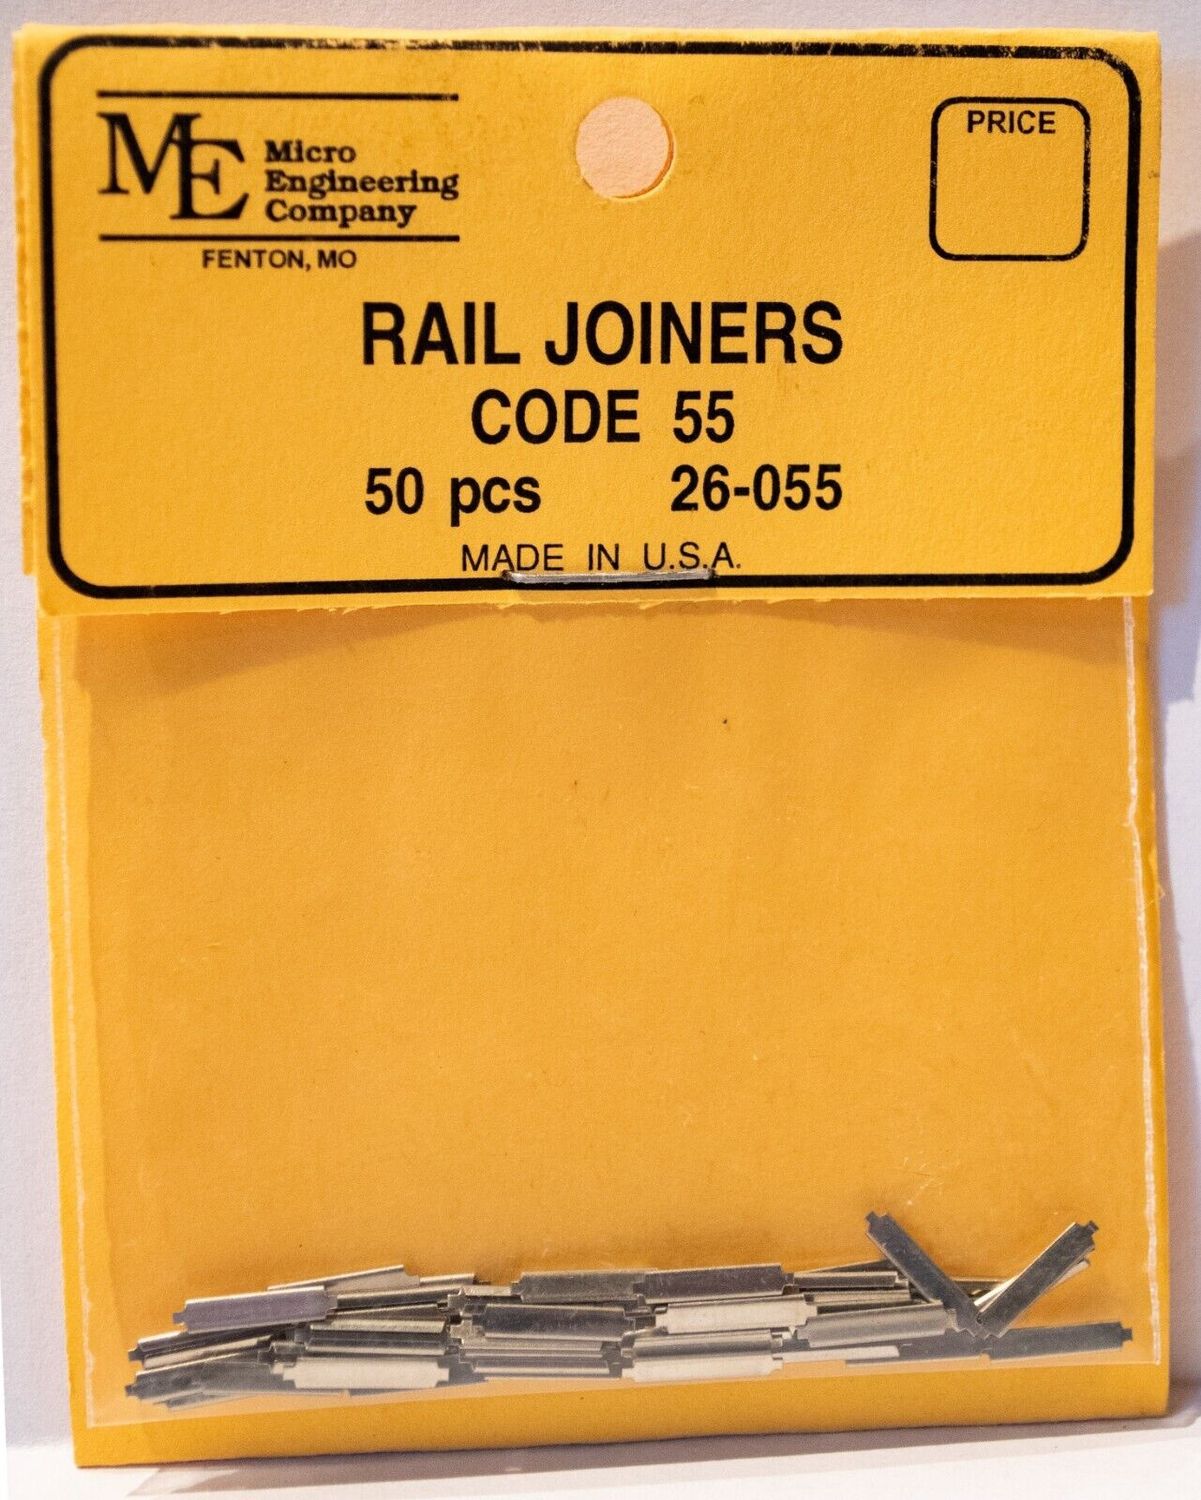 ME
Micro
Engineering
Company
FENTON, MO
PRICE
RAIL JOINERS
CODE 55
50 pcs 26-055
MADE IN U.S.A.